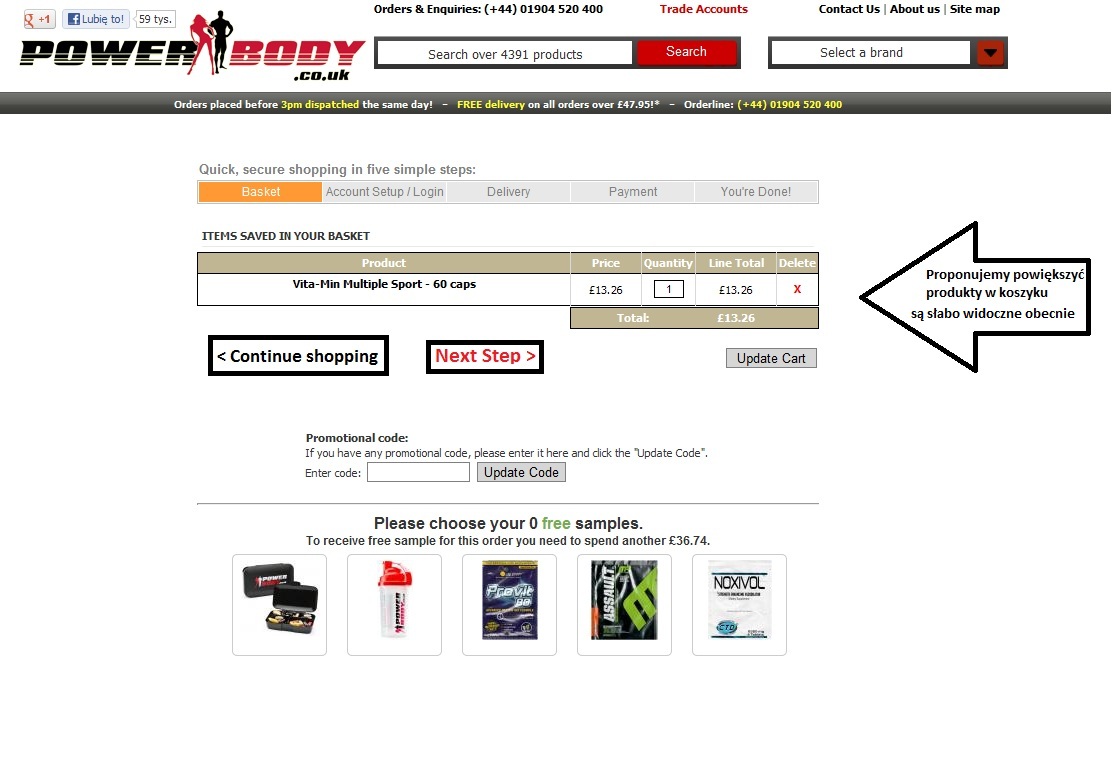 +1
Lubię to!
59 tys.
Orders & Enquiries: (+44) 01904 520 400
Trade Accounts
Contact Us | About us | Site map
POWER BODY
.co.uk
Search over 4391 products
Search
Select a brand
Orders placed before 3pm dispatched the same day! – FREE delivery on all orders over £47.95!* – Orderline: (+44) 01904 520 400
Quick, secure shopping in five simple steps:
Basket
Account Setup / Login
Delivery
Payment
You're Done!
ITEMS SAVED IN YOUR BASKET
Product Price Quantity Line Total Delete
Vita-Min Multiple Sport - 60 caps £13.26 1 £13.26 X
Total: £13.26
Proponujemy powiększyć
produkty w koszyku
są słabo widoczne obecnie
< Continue shopping
Next Step >
Update Cart
Promotional code:
If you have any promotional code, please enter it here and click the "Update Code".
Enter code:
Update Code
Please choose your 0 free samples.
To receive free sample for this order you need to spend another £36.74.
POWER
BODY
POWER
BODY
Provit
80
ASSAULT
NOXIVOL
CTD